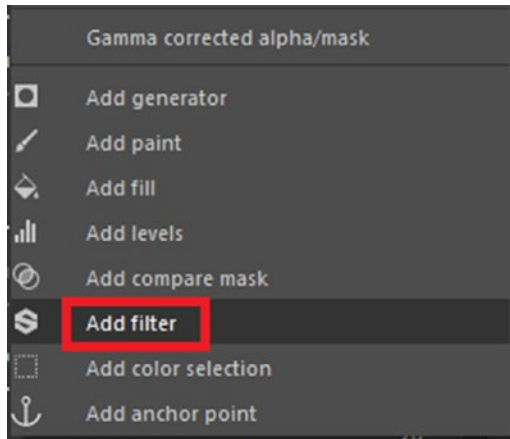 Gamma corrected alpha/mask
Add generator
Add paint
Add fill
Add levels
Add compare mask
Add filter
Add color selection
Add anchor point